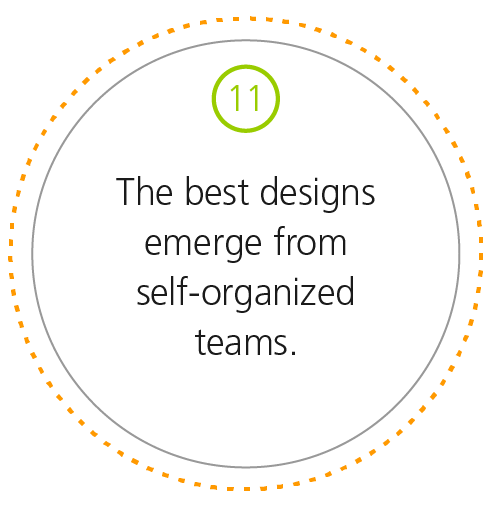 11
The best designs
emerge from
self-organized
teams.